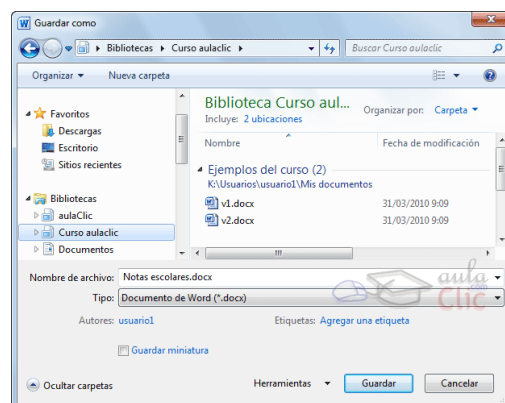 Guardar como
Bibliotecas Curso aulaclic
Buscar Curso aulaclic
Organizar Nueva carpeta
Favoritos
Descargas
Escritorio
Sitios recientes
Bibliotecas
aulaClic
Curso aulaclic
Documentos
Biblioteca Curso aul...
Incluye: 2 ubicaciones
Organizar por: Carpeta
Nombre Fecha de modificación
Ejemplos del curso (2)
K:\Usuarios\usuario1\Mis documentos
v1.docx 31/03/2010 9:09
v2.docx 31/03/2010 9:09
Nombre de archivo: Notas escolares.docx
Tipo: Documento de Word (*.docx)
aula
.com
Clic
Autores: usuario1 Etiquetas: Agregar una etiqueta
Guardar miniatura
Ocultar carpetas Herramientas Guardar Cancelar